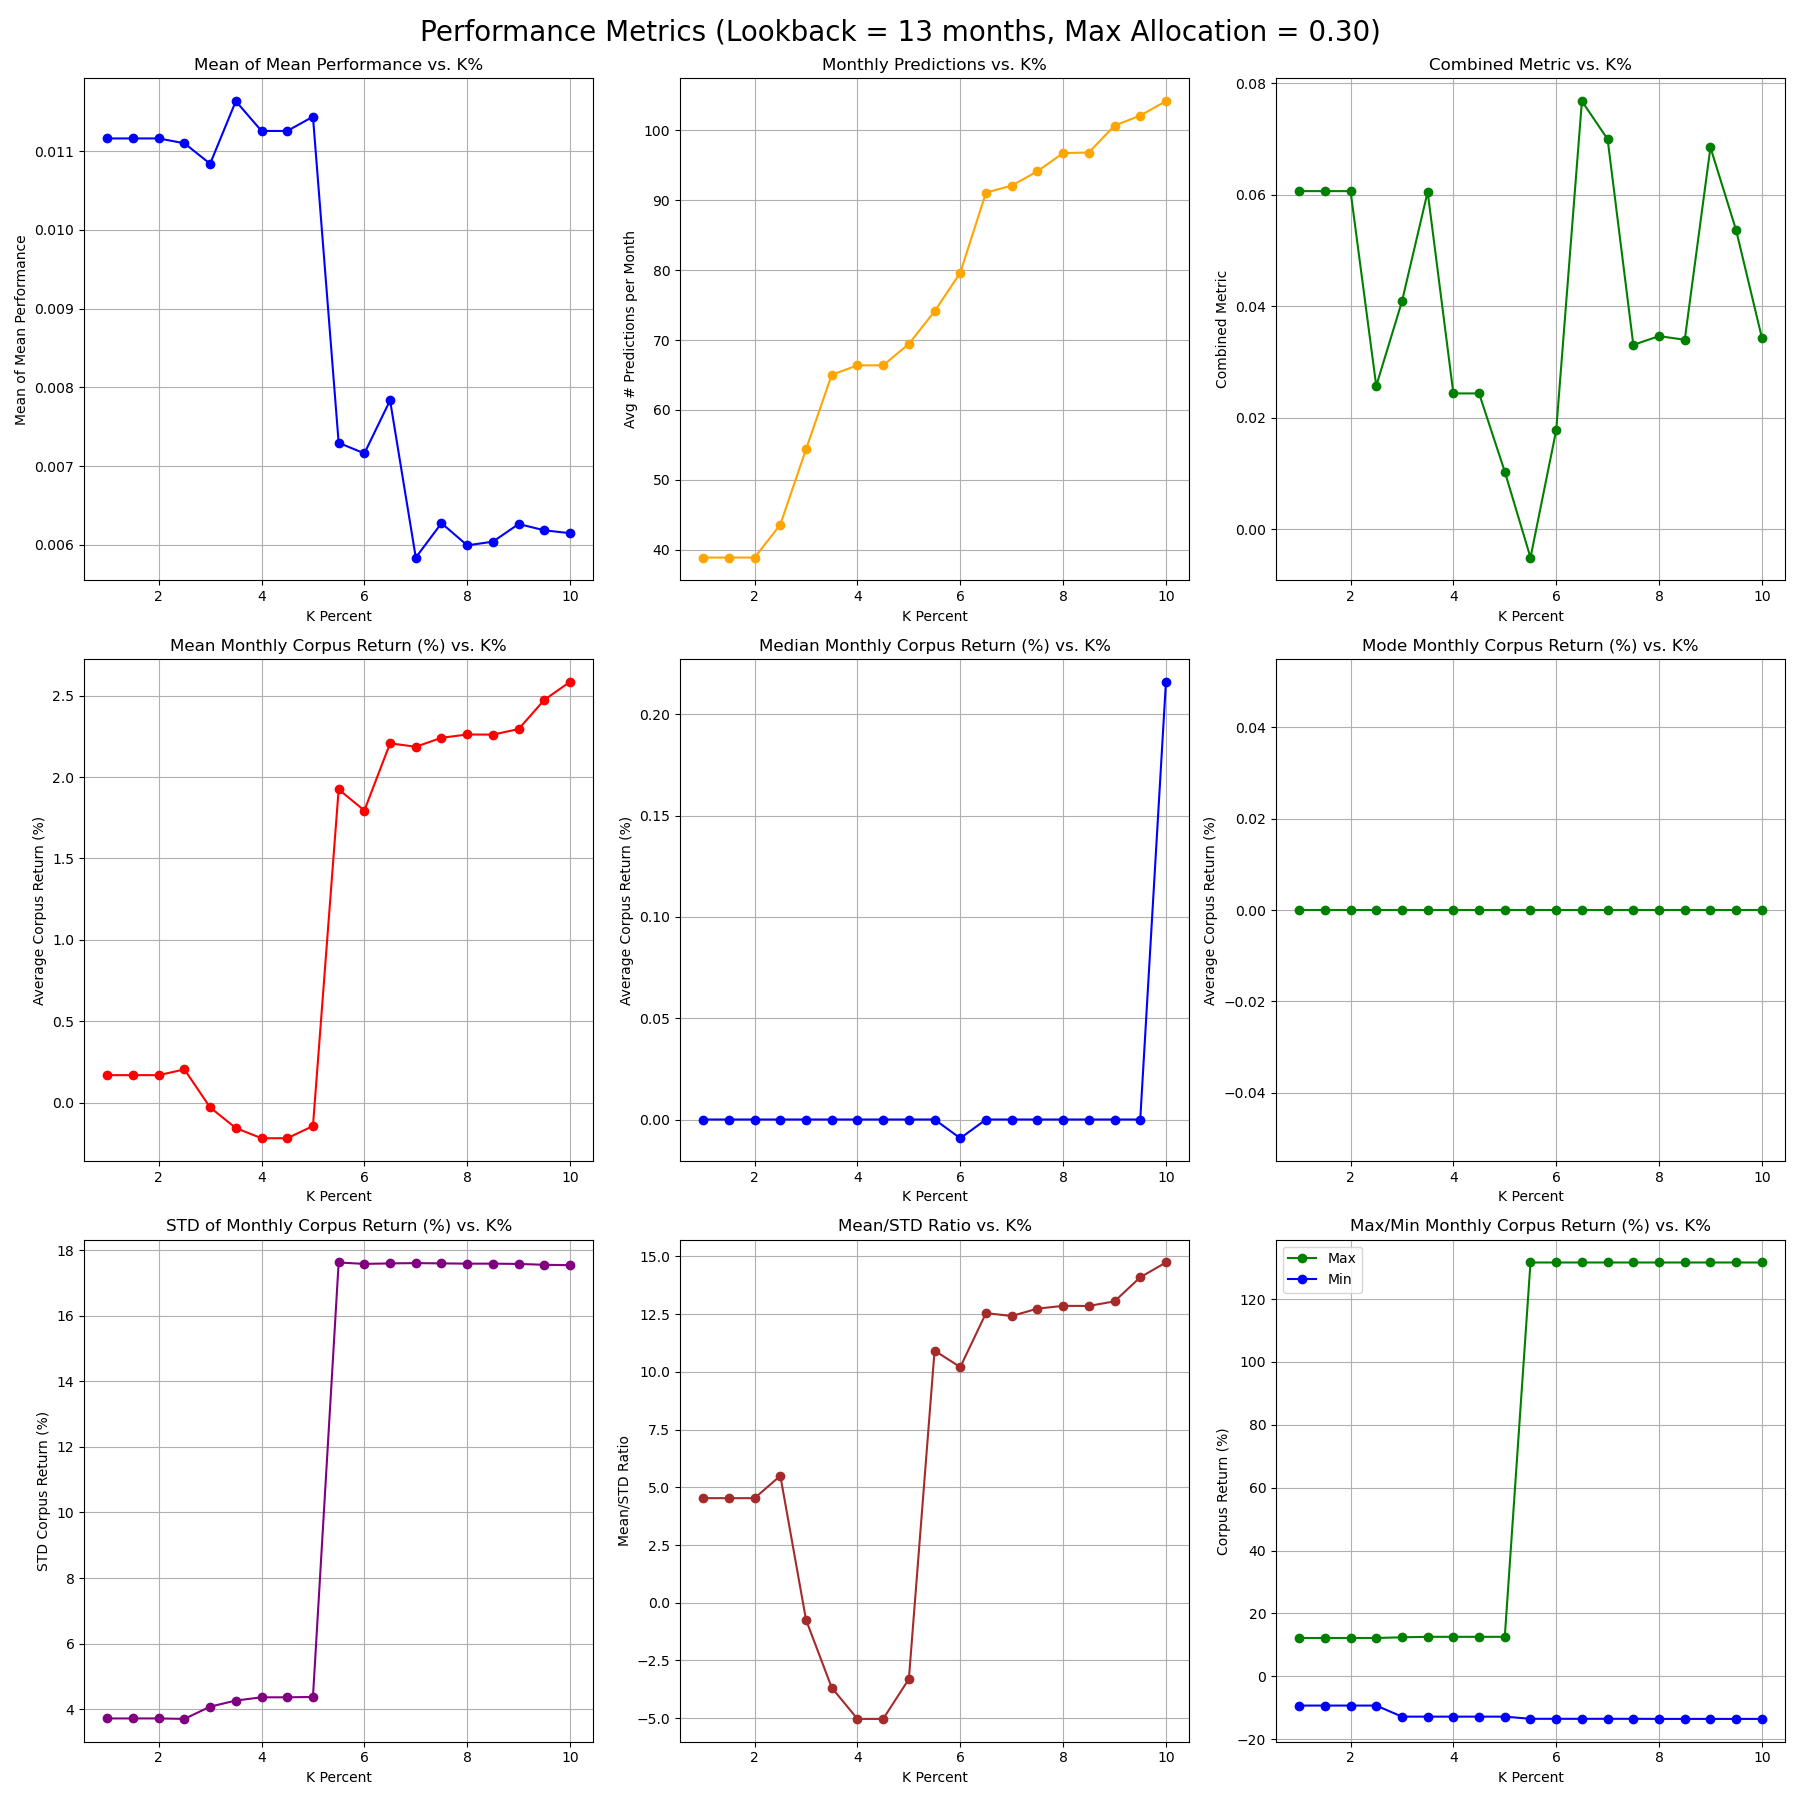 Performance Metrics (Lookback = 13 months, Max Allocation = 0.30)
Mean of Mean Performance vs. K%
Mean of Mean Performance
0.011
0.010
0.009
0.008
0.007
0.006
2 4 6 8 10
K Percent
Monthly Predictions vs. K%
Avg # Predictions per Month
100
90
80
70
60
50
40
2 4 6 8 10
K Percent
Combined Metric vs. K%
Combined Metric
0.08
0.06
0.04
0.02
0.00
2 4 6 8 10
K Percent
Mean Monthly Corpus Return (%) vs. K%
Average Corpus Return (%)
2.5
2.0
1.5
1.0
0.5
0.0
2 4 6 8 10
K Percent
Median Monthly Corpus Return (%) vs. K%
Average Corpus Return (%)
0.20
0.15
0.10
0.05
0.00
2 4 6 8 10
K Percent
Mode Monthly Corpus Return (%) vs. K%
Average Corpus Return (%)
0.04
0.02
0.00
−0.02
−0.04
2 4 6 8 10
K Percent
STD of Monthly Corpus Return (%) vs. K%
STD Corpus Return (%)
18
16
14
12
10
8
6
4
2 4 6 8 10
K Percent
Mean/STD Ratio vs. K%
Mean/STD Ratio
15.0
12.5
10.0
7.5
5.0
2.5
0.0
−2.5
−5.0
2 4 6 8 10
K Percent
Max/Min Monthly Corpus Return (%) vs. K%
Max
Min
Corpus Return (%)
120
100
80
60
40
20
0
−20
2 4 6 8 10
K Percent